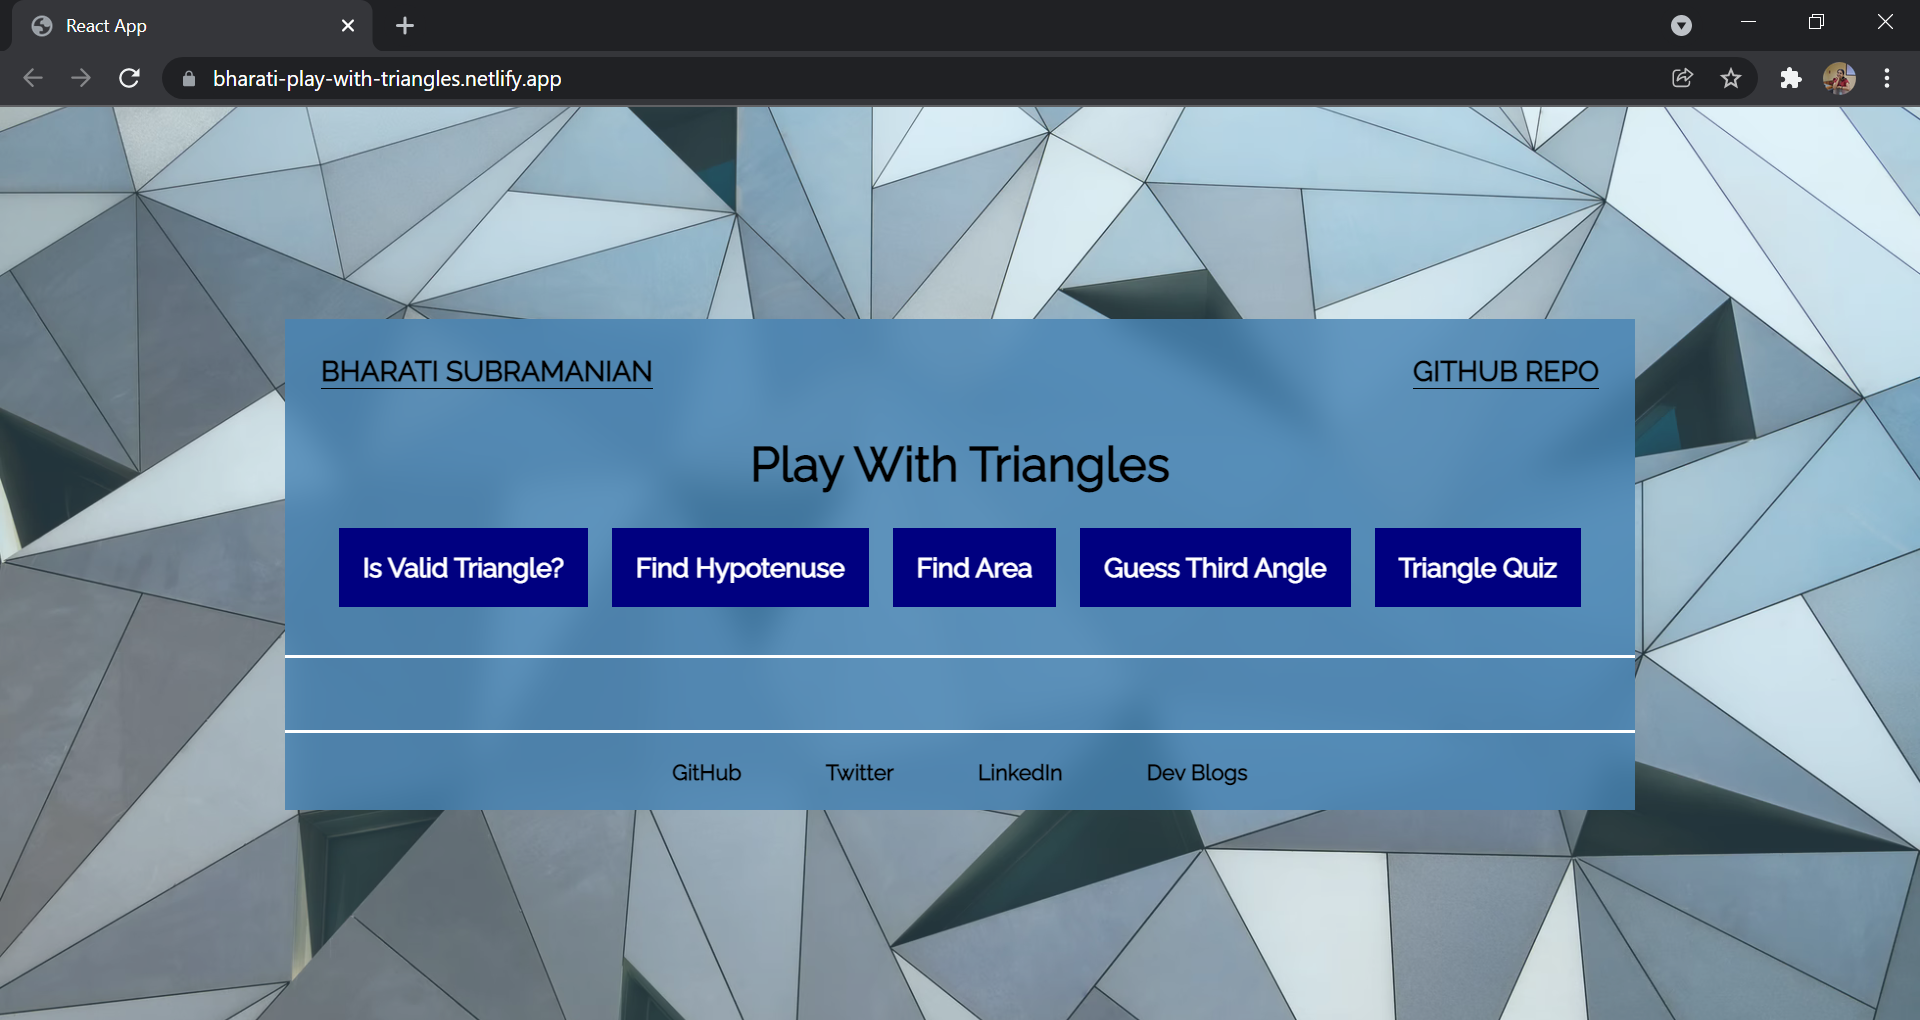 React App
bharati-play-with-triangles.netlify.app
BHARATI SUBRAMANIAN GITHUB REPO
Play With Triangles
Is Valid Triangle? Find Hypotenuse Find Area Guess Third Angle Triangle Quiz
GitHub Twitter LinkedIn Dev Blogs